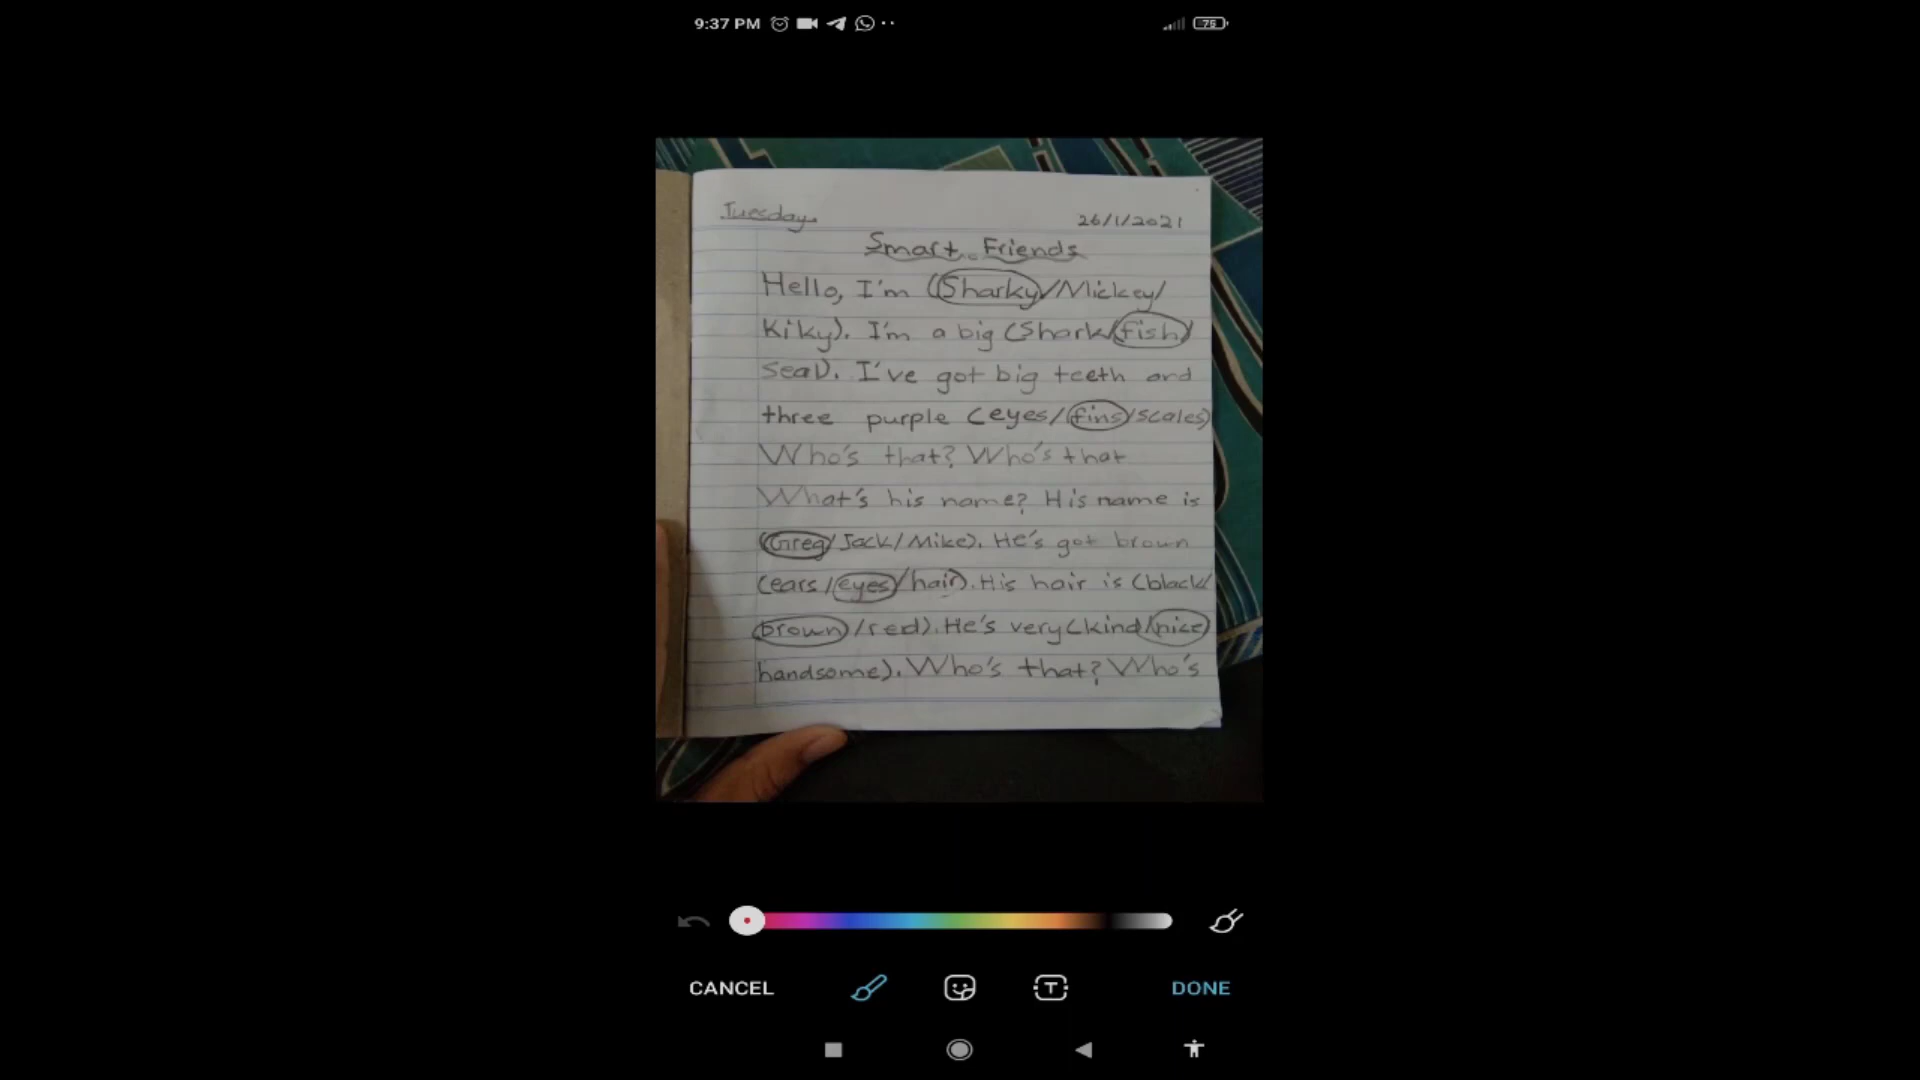 9:37 PM 75
Tuesday
26/1/2021
Smart Friends
Hello, I'm (Sharky/Mickey/
Kiky). I'm a big (Shark/fish/
seal). I've got big teeth and
three purple (eyes/fins/scales)
Who's that? Who's that
What's his name? His name is
(Greg/Jack/Mike). He's got brown
(ears/eyes/hair). His hair is (black/
brown/red). He's very (kind/nice/
handsome). Who's that? Who's
CANCEL T DONE